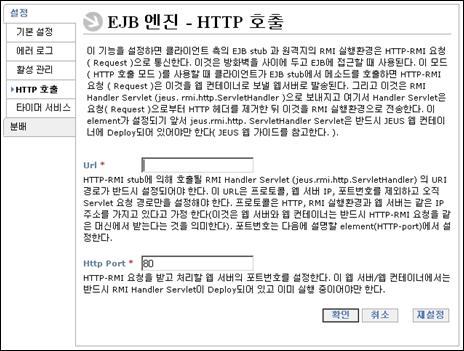 설정
기본 설정
에러 로그
활성 관리
HTTP 호출
타이머 서비스
분배
EJB 엔진 - HTTP 호출
이 기능을 설정하면 클라이언트 측의 EJB stub 과 원격지의 RMI 실행환경은 HTTP-RMI 요청
( Request )으로 통신한다. 이것은 방화벽을 사이에 두고 EJB에 접근할 때 사용된다. 이 모드
( HTTP 호출 모드 )를 사용할 때 클라이언트가 EJB stub에서 메소드를 호출하면 HTTP-RMI
요청 ( Request )은 이 웹 컨테이너로 보낼 웹서버로 발송된다. 그리고 이것은 RMI
Handler Servlet (jeus.rmi.http.ServletHandler )으로 보내지고 여기서 Handler Servlet은
요청( Request )으로부터 HTTP 헤더를 제거한 뒤 이것을 RMI 실행환경으로 전송한다. 이
element가 설정되기 앞서 jeus.rmi.http. ServletHandler Servlet은 반드시 JEUS 웹 컨테이
너에 Deploy되어 있어야만 한다( JEUS 웹 가이드를 참고한다. ).
Url *
HTTP-RMI stub에 의해 호출될 RMI Handler Servlet (jeus.rmi.http.ServletHandler) 의 URI
경로가 반드시 설정되어야 한다. 이 URL은 프로토콜, 웹 서버 IP, 포트번호를 제외하고 오직
Servlet 요청 경로만을 설정해야 한다. 프로토콜은 HTTP, RMI 실행환경과 웹 서버는 같은 IP
주소를 가지고 있다고 가정 한다(이것은 웹 서버와 웹 컨테이너는 반드시 HTTP-RMI 요청을 같
은 머신에서 받는다는 것을 의미한다). 포트번호는 다음에 설명할 element(HTTP-port)에서 설
정한다.
Http Port * 80
HTTP-RMI 요청을 받고 처리할 웹 서버의 포트번호를 설정한다. 이 웹 서버/웹 컨테이너에서는
반드시 RMI Handler Servlet이 Deploy되어 있고 이미 실행 중이어야만 한다.
확인 취소 재설정